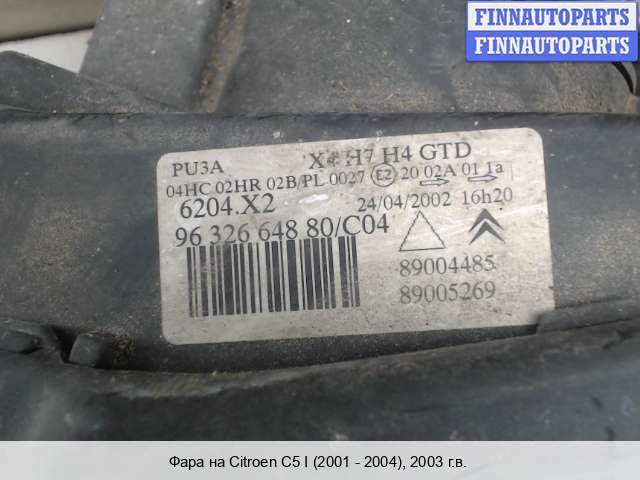 FINNAUTOPARTS
FINNAUTOPARTS
PU3A X4 H7 H4 GTD
04HC 02HR 02B/PL 0027 E2 20 02A 01 1a
6204.X2 24/04/2002 16h20
96 326 648 80/C04
89004485
89005269
Фара на Citroen C5 I (2001 - 2004), 2003 г.в.